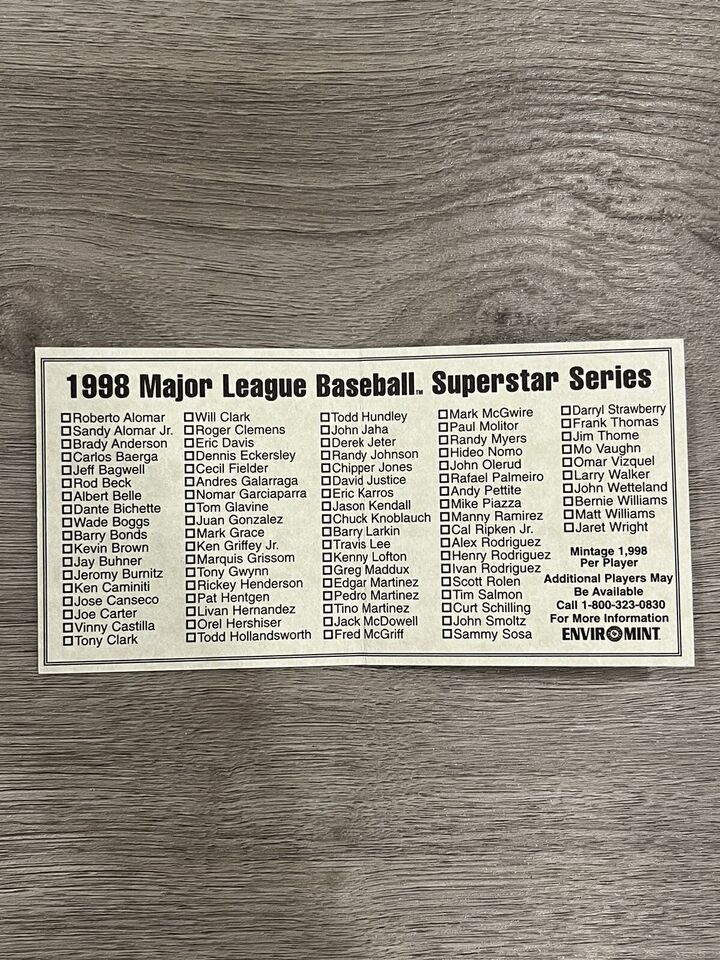 1998 Major League Baseball™ Superstar Series
☐Roberto Alomar
☐Sandy Alomar Jr.
☐Brady Anderson
☐Carlos Baerga
☐Jeff Bagwell
☐Rod Beck
☐Albert Belle
☐Dante Bichette
☐Wade Boggs
☐Barry Bonds
☐Kevin Brown
☐Jay Buhner
☐Jeromy Burnitz
☐Ken Caminiti
☐Jose Canseco
☐Joe Carter
☐Vinny Castilla
☐Tony Clark
☐Will Clark
☐Roger Clemens
☐Eric Davis
☐Dennis Eckersley
☐Cecil Fielder
☐Andres Galarraga
☐Nomar Garciaparra
☐Tom Glavine
☐Juan Gonzalez
☐Mark Grace
☐Ken Griffey Jr.
☐Marquis Grissom
☐Tony Gwynn
☐Rickey Henderson
☐Pat Hentgen
☐Livan Hernandez
☐Orel Hershiser
☐Todd Hollandsworth
☐Todd Hundley
☐John Jaha
☐Derek Jeter
☐Randy Johnson
☐Chipper Jones
☐David Justice
☐Eric Karros
☐Jason Kendall
☐Chuck Knoblauch
☐Barry Larkin
☐Travis Lee
☐Kenny Lofton
☐Greg Maddux
☐Edgar Martinez
☐Pedro Martinez
☐Tino Martinez
☐Jack McDowell
☐Fred McGriff
☐Mark McGwire
☐Paul Molitor
☐Randy Myers
☐Hideo Nomo
☐John Olerud
☐Rafael Palmeiro
☐Andy Pettite
☐Mike Piazza
☐Manny Ramirez
☐Cal Ripken Jr.
☐Alex Rodriguez
☐Henry Rodriguez
☐Ivan Rodriguez
☐Scott Rolen
☐Tim Salmon
☐Curt Schilling
☐John Smoltz
☐Sammy Sosa
☐Darryl Strawberry
☐Frank Thomas
☐Jim Thome
☐Mo Vaughn
☐Omar Vizquel
☐Larry Walker
☐John Wetteland
☐Bernie Williams
☐Matt Williams
☐Jaret Wright
Mintage 1,998
Per Player
Additional Players May
Be Available
Call 1-800-323-0830
For More Information
ENVIROMINT